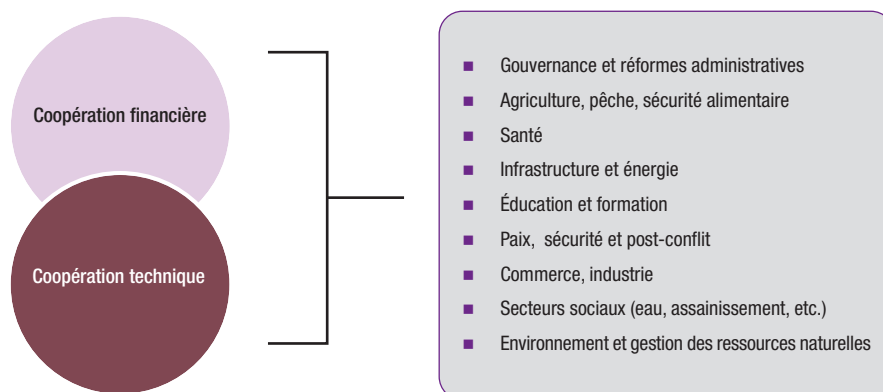 Coopération financière
Coopération technique
■ Gouvernance et réformes administratives
■ Agriculture, pêche, sécurité alimentaire
■ Santé
■ Infrastructure et énergie
■ Éducation et formation
■ Paix, sécurité et post-conflit
■ Commerce, industrie
■ Secteurs sociaux (eau, assainissement, etc.)
■ Environnement et gestion des ressources naturelles